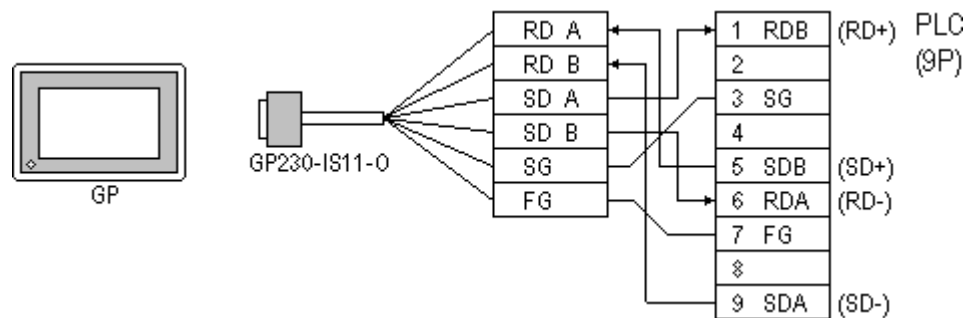 GP
GP230-IS11-O
RD A
RD B
SD A
SD B
SG
FG
1 RDB (RD+)
2
3 SG
4
5 SDB (SD+)
6 RDA (RD-)
7 FG
8
9 SDA (SD-)
PLC
(9P)